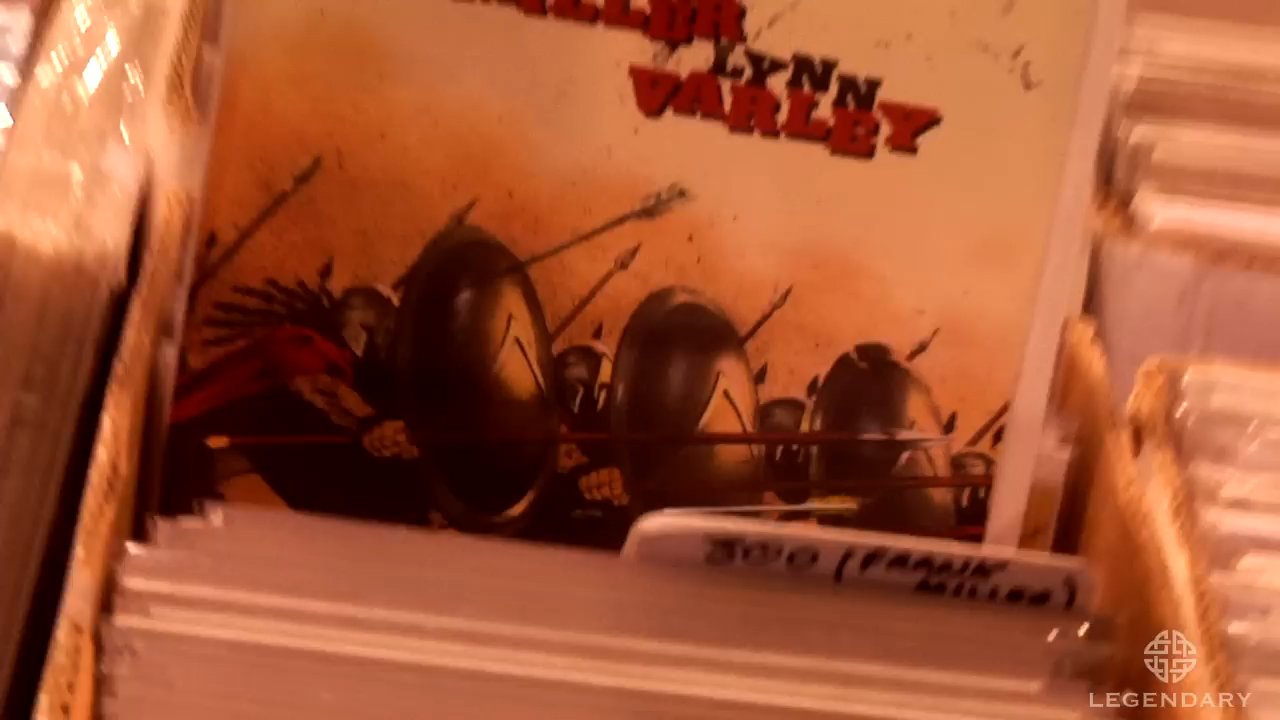 MILLER
LYNN
VARLEY
300 (FRANK
MILLER)
LEGENDARY